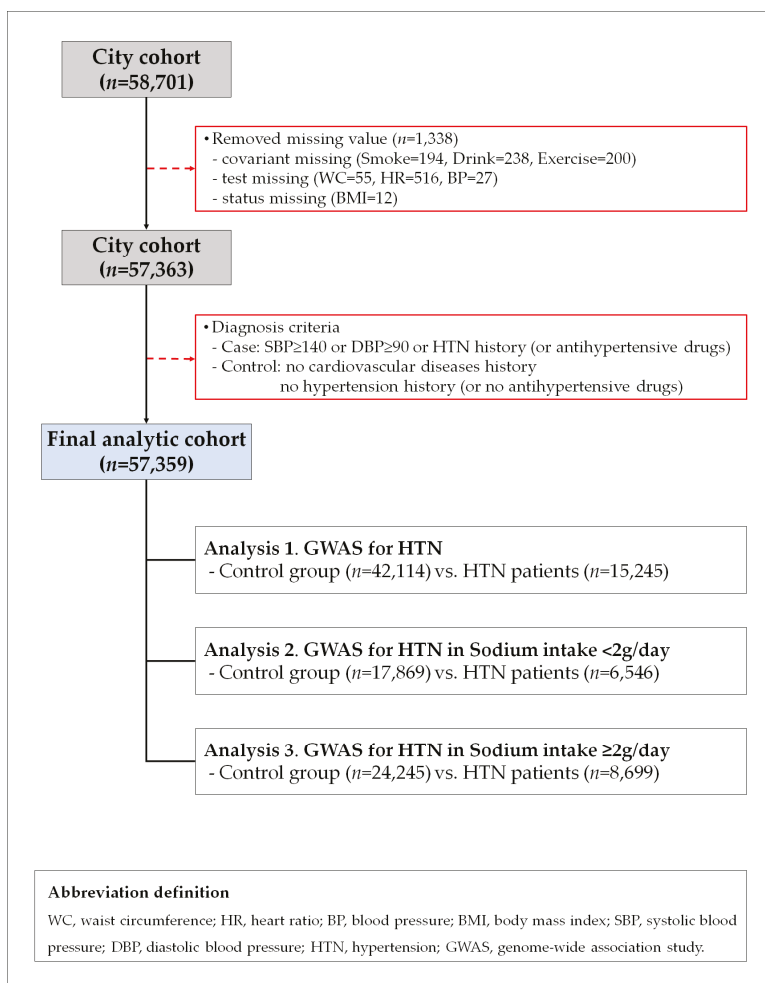 City cohort
(n=58,701)
• Removed missing value (n=1,338)
- covariant missing (Smoke=194, Drink=238, Exercise=200)
- test missing (WC=55, HR=516, BP=27)
- status missing (BMI=12)
City cohort
(n=57,363)
• Diagnosis criteria
- Case: SBP≥140 or DBP≥90 or HTN history (or antihypertensive drugs)
- Control: no cardiovascular diseases history
no hypertension history (or no antihypertensive drugs)
Final analytic cohort
(n=57,359)
Analysis 1. GWAS for HTN
- Control group (n=42,114) vs. HTN patients (n=15,245)
Analysis 2. GWAS for HTN in Sodium intake <2g/day
- Control group (n=17,869) vs. HTN patients (n=6,546)
Analysis 3. GWAS for HTN in Sodium intake ≥2g/day
- Control group (n=24,245) vs. HTN patients (n=8,699)
Abbreviation definition
WC, waist circumference; HR, heart ratio; BP, blood pressure; BMI, body mass index; SBP, systolic blood
pressure; DBP, diastolic blood pressure; HTN, hypertension; GWAS, genome-wide association study.